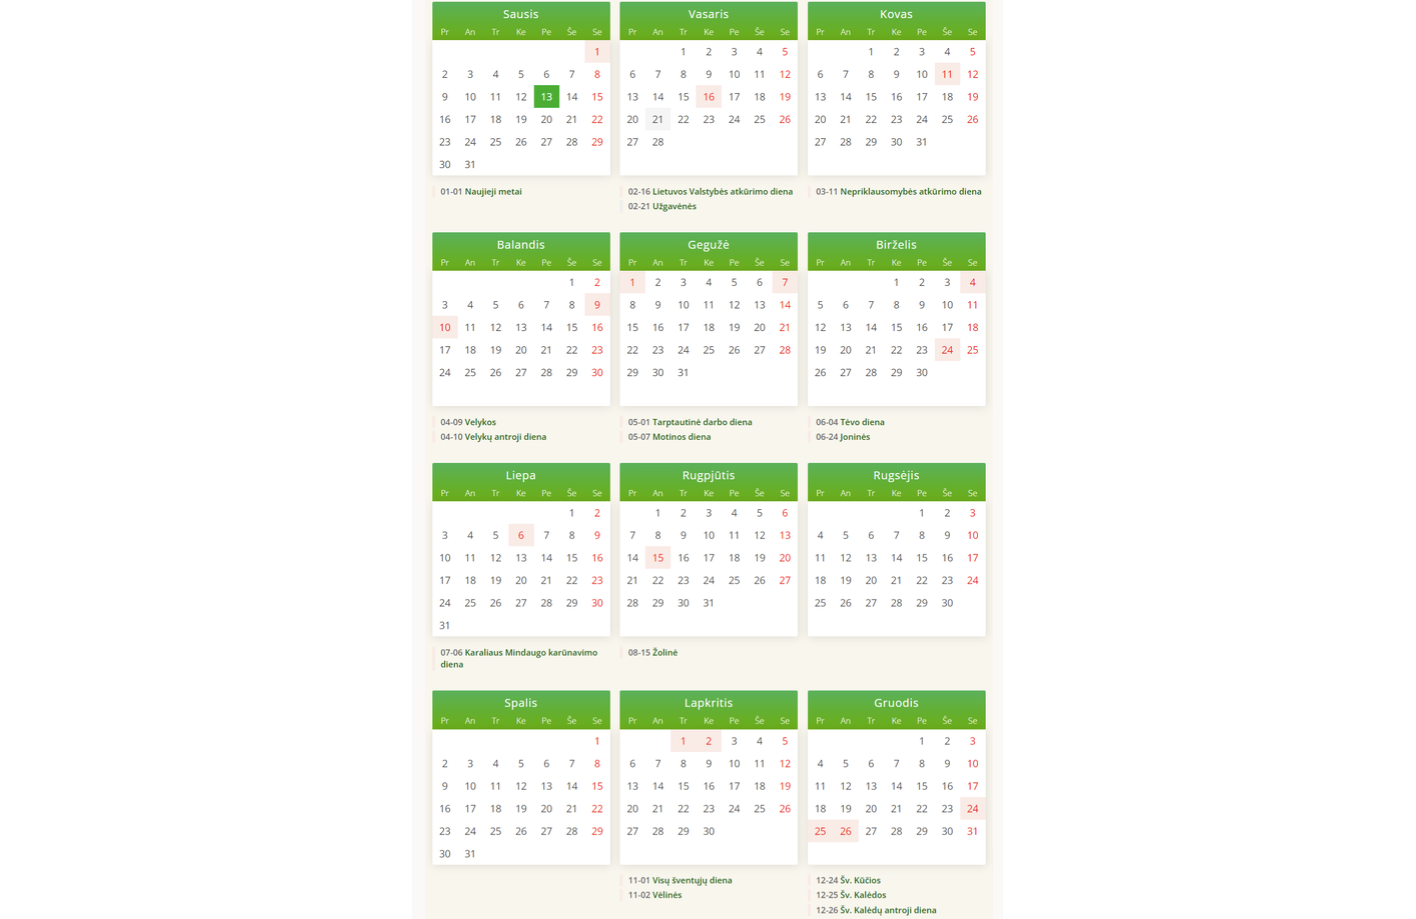 Sausis
Pr An Tr Ke Pe Še Se
1
2 3 4 5 6 7 8
9 10 11 12 13 14 15
16 17 18 19 20 21 22
23 24 25 26 27 28 29
30 31
01-01 Naujieji metai
Vasaris
Pr An Tr Ke Pe Še Se
1 2 3 4 5
6 7 8 9 10 11 12
13 14 15 16 17 18 19
20 21 22 23 24 25 26
27 28
02-16 Lietuvos Valstybės atkūrimo diena
02-21 Užgavėnės
Kovas
Pr An Tr Ke Pe Še Se
1 2 3 4 5
6 7 8 9 10 11 12
13 14 15 16 17 18 19
20 21 22 23 24 25 26
27 28 29 30 31
03-11 Nepriklausomybės atkūrimo diena
Balandis
Pr An Tr Ke Pe Še Se
1 2
3 4 5 6 7 8 9
10 11 12 13 14 15 16
17 18 19 20 21 22 23
24 25 26 27 28 29 30
04-09 Velykos
04-10 Velykų antroji diena
Gegužė
Pr An Tr Ke Pe Še Se
1 2 3 4 5 6 7
8 9 10 11 12 13 14
15 16 17 18 19 20 21
22 23 24 25 26 27 28
29 30 31
05-01 Tarptautinė darbo diena
05-07 Motinos diena
Birželis
Pr An Tr Ke Pe Še Se
1 2 3 4
5 6 7 8 9 10 11
12 13 14 15 16 17 18
19 20 21 22 23 24 25
26 27 28 29 30
06-04 Tėvo diena
06-24 Joninės
Liepa
Pr An Tr Ke Pe Še Se
1 2
3 4 5 6 7 8 9
10 11 12 13 14 15 16
17 18 19 20 21 22 23
24 25 26 27 28 29 30
31
07-06 Karaliaus Mindaugo karūnavimo
diena
Rugpjūtis
Pr An Tr Ke Pe Še Se
1 2 3 4 5 6
7 8 9 10 11 12 13
14 15 16 17 18 19 20
21 22 23 24 25 26 27
28 29 30 31
08-15 Žolinė
Rugsėjis
Pr An Tr Ke Pe Še Se
1 2 3
4 5 6 7 8 9 10
11 12 13 14 15 16 17
18 19 20 21 22 23 24
25 26 27 28 29 30
Spalis
Pr An Tr Ke Pe Še Se
1
2 3 4 5 6 7 8
9 10 11 12 13 14 15
16 17 18 19 20 21 22
23 24 25 26 27 28 29
30 31
Lapkritis
Pr An Tr Ke Pe Še Se
1 2 3 4 5
6 7 8 9 10 11 12
13 14 15 16 17 18 19
20 21 22 23 24 25 26
27 28 29 30
11-01 Visų šventųjų diena
11-02 Vėlinės
Gruodis
Pr An Tr Ke Pe Še Se
1 2 3
4 5 6 7 8 9 10
11 12 13 14 15 16 17
18 19 20 21 22 23 24
25 26 27 28 29 30 31
12-24 Šv. Kūčios
12-25 Šv. Kalėdos
12-26 Šv. Kalėdų antroji diena